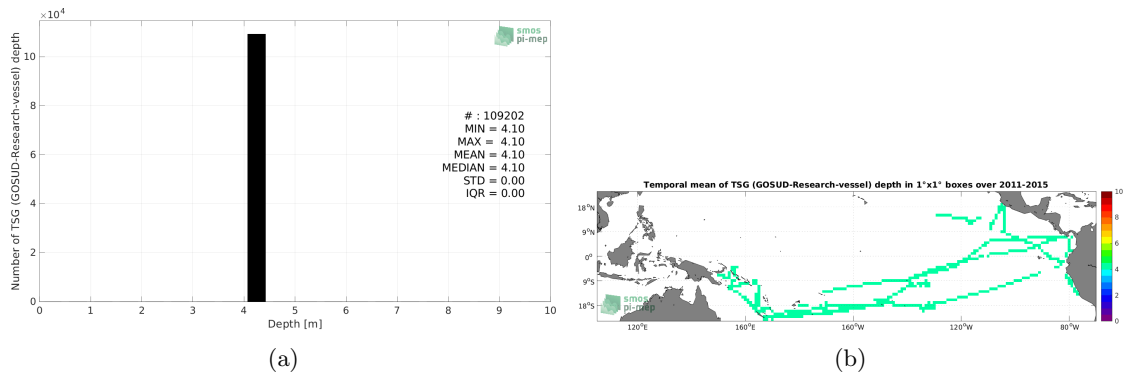 ×10⁴
smos
pi-mep
Number of TSG (GOSUD-Research-vessel) depth
10
8
6
4
2
0
# : 109202
MIN = 4.10
MAX = 4.10
MEAN = 4.10
MEDIAN = 4.10
STD = 0.00
IQR = 0.00
0 1 2 3 4 5 6 7 8 9 10
Depth [m]
(a)
Temporal mean of TSG (GOSUD-Research-vessel) depth in 1°x1° boxes over 2011-2015
18°N
9°N
0°
9°S
18°S
smos
pi-mep
120°E 160°E 160°W 120°W 80°W
10
8
6
4
2
0
(b)